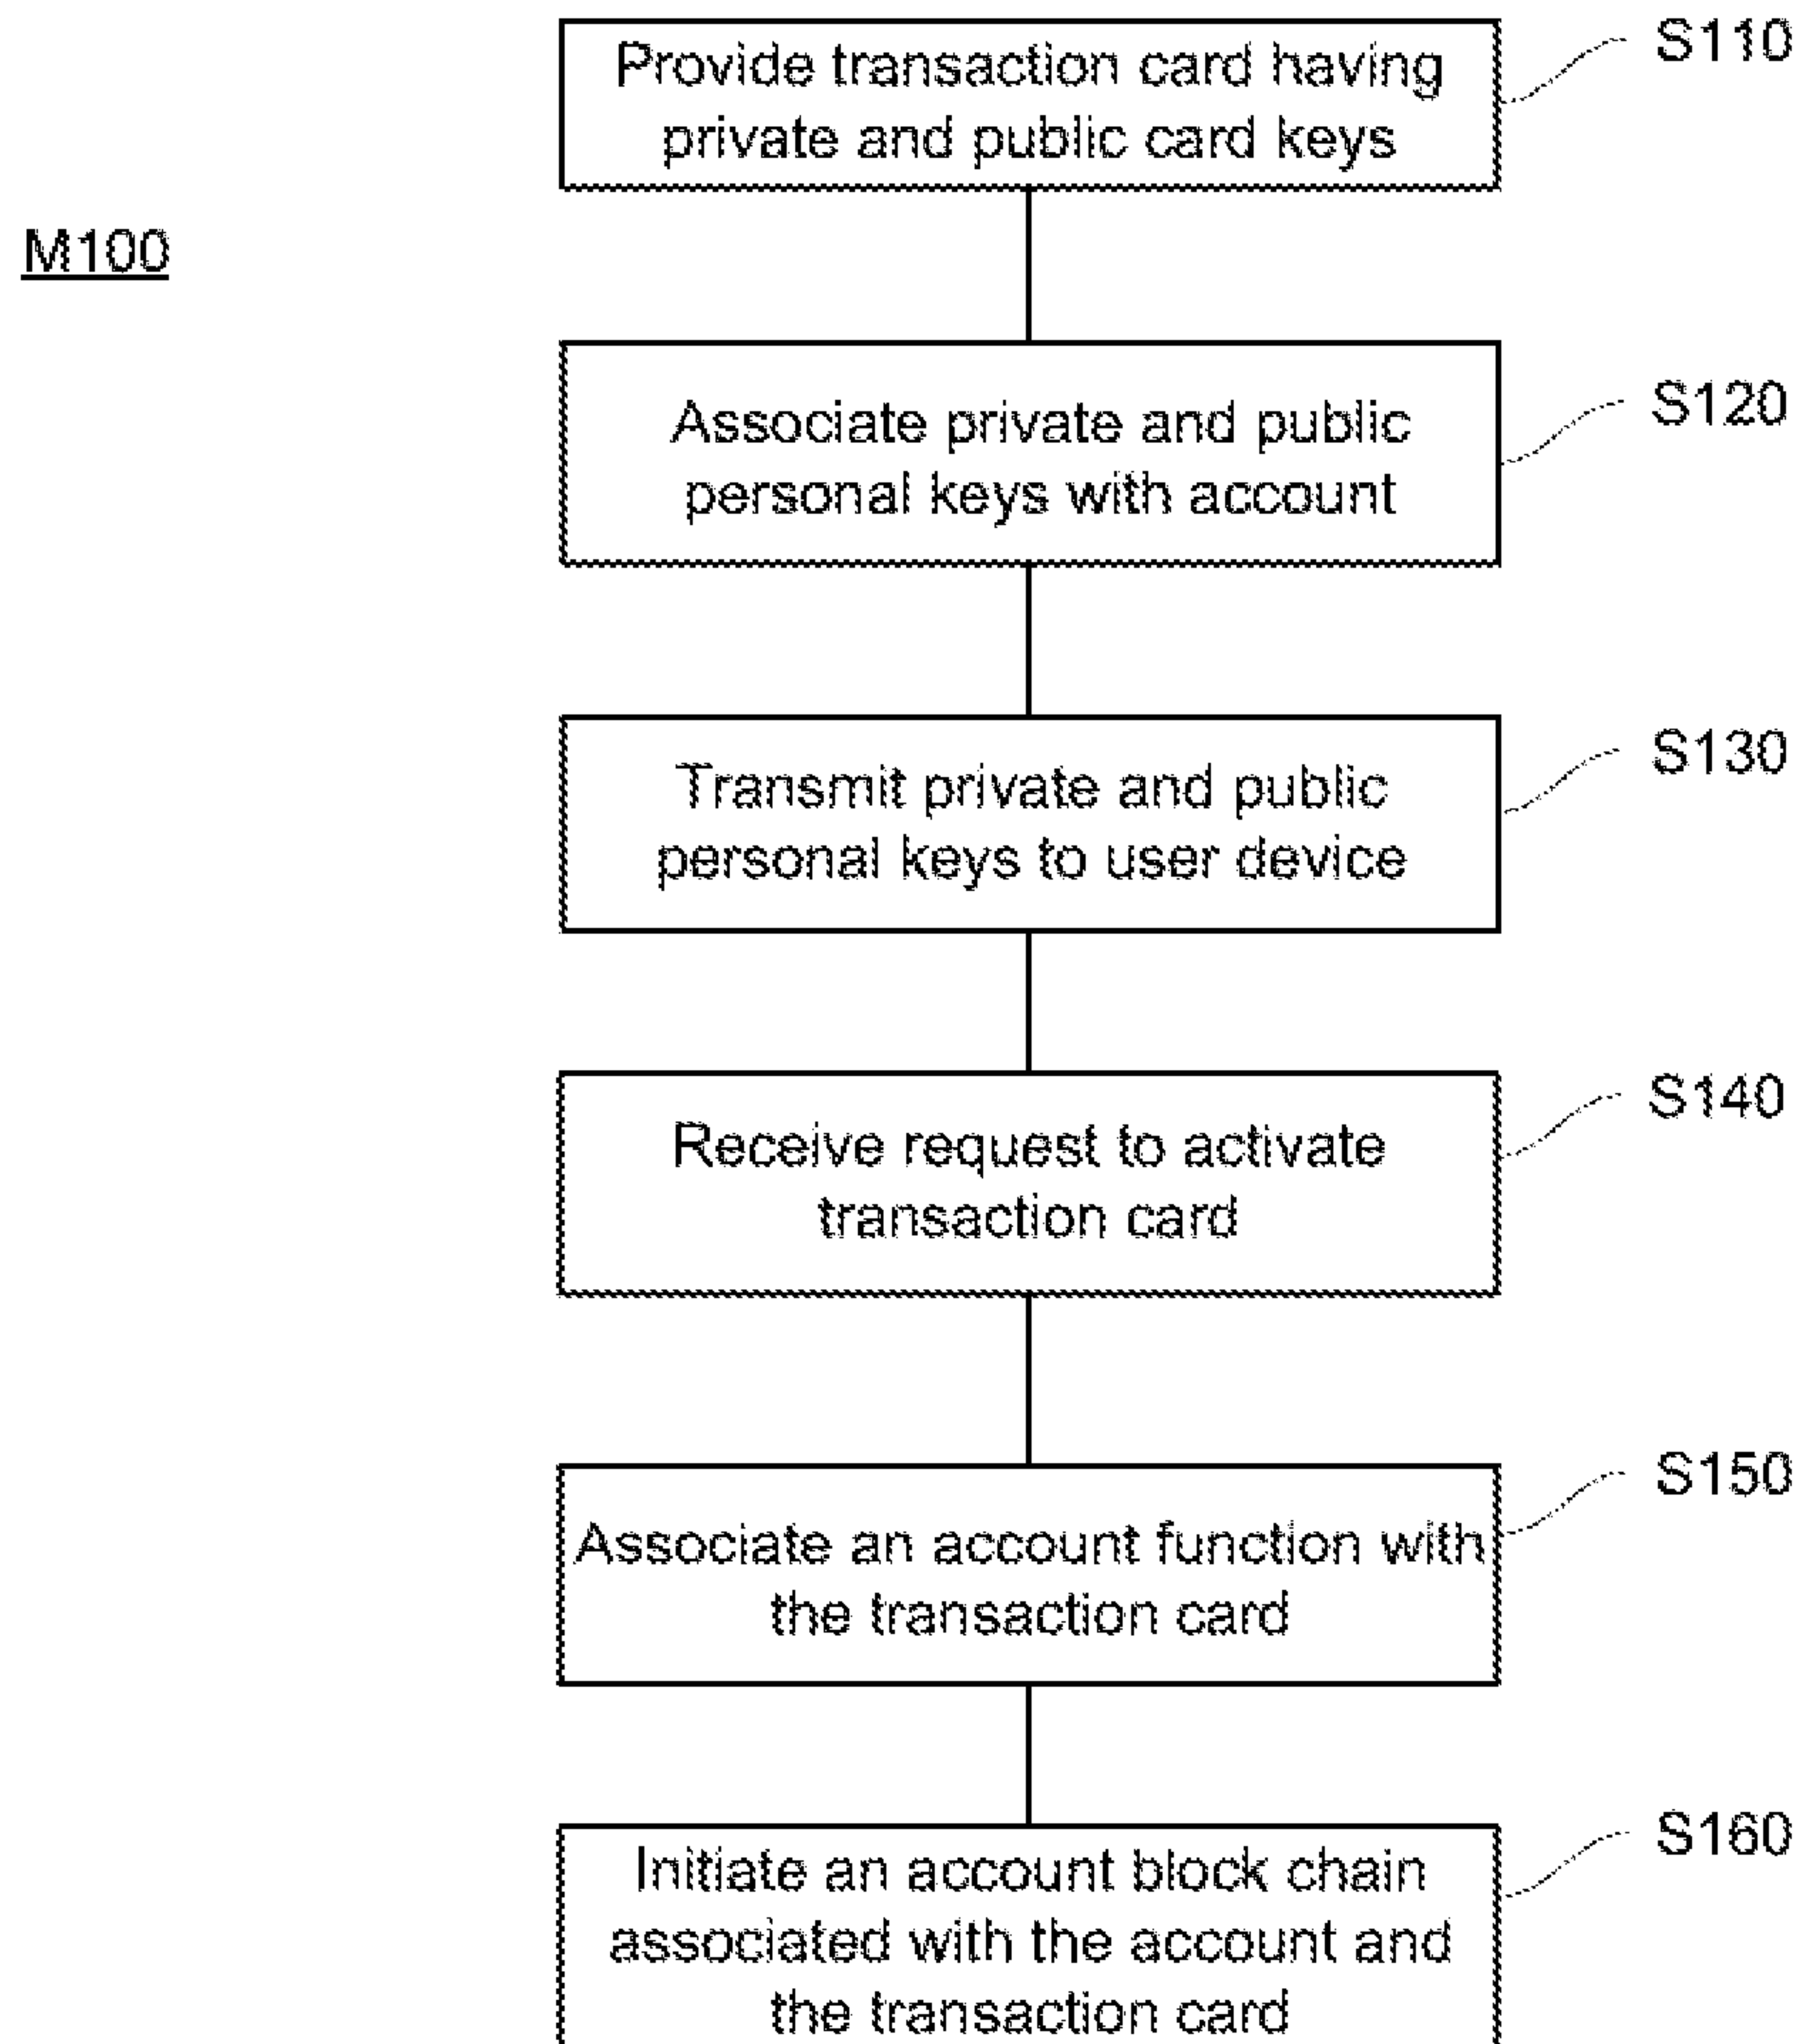 Provide transaction card having
private and public card keys
S110
M100
Associate private and public
personal keys with account
S120
Transmit private and public
personal keys to user device
S130
Receive request to activate
transaction card
S140
Associate an account function with
the transaction card
S150
Initiate an account block chain
associated with the account and
the transaction card
S160